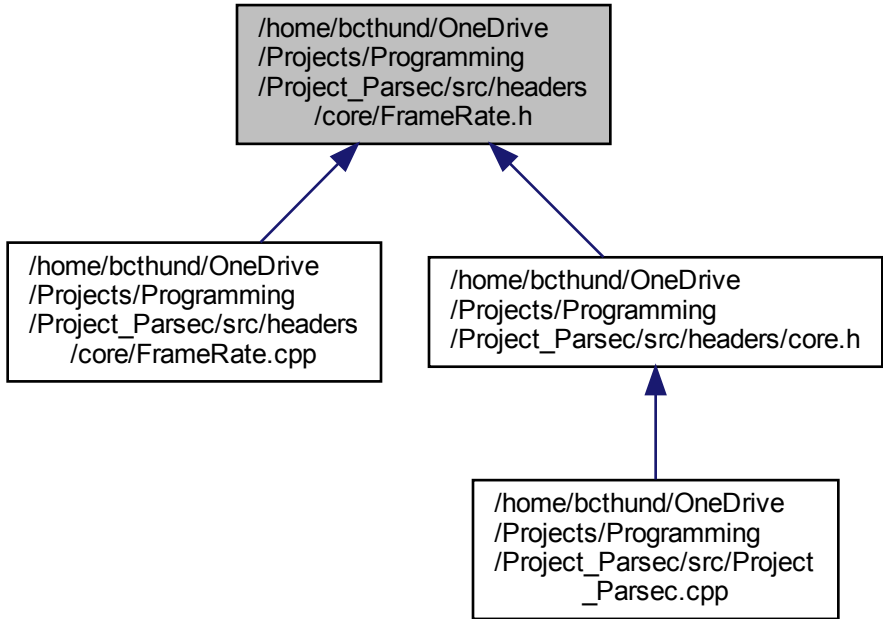 /home/bcthund/OneDrive
/Projects/Programming
/Project_Parsec/src/headers
/core/FrameRate.h
/home/bcthund/OneDrive
/Projects/Programming
/Project_Parsec/src/headers
/core/FrameRate.cpp
/home/bcthund/OneDrive
/Projects/Programming
/Project_Parsec/src/headers/core.h
/home/bcthund/OneDrive
/Projects/Programming
/Project_Parsec/src/Project
_Parsec.cpp